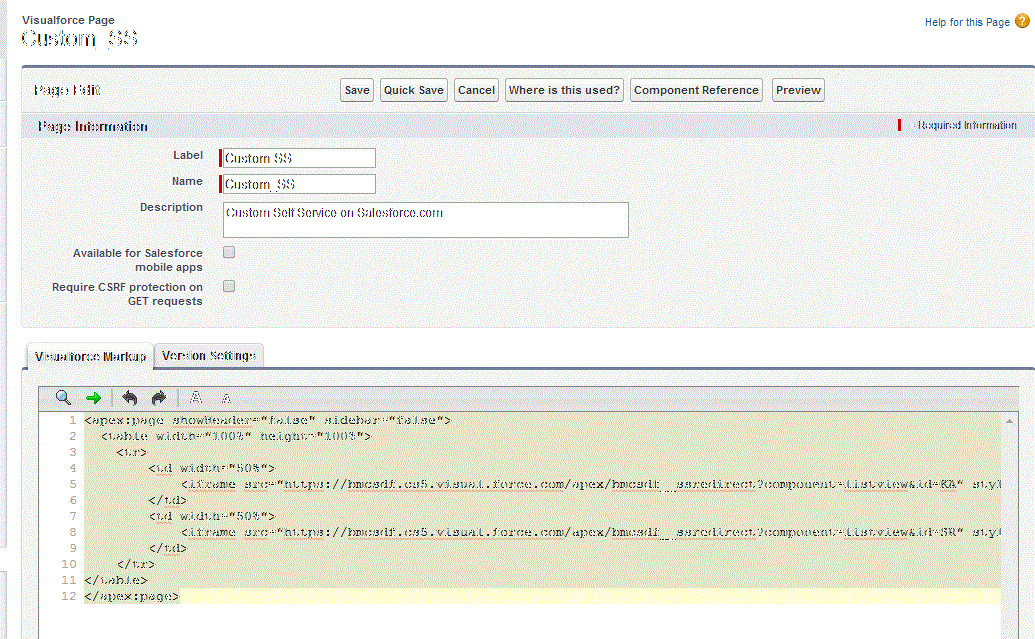 Visualforce Page
Custom_SS
Help for this Page
Page Edit
Save Quick Save Cancel Where is this used? Component Reference Preview
Page Information
Required Information
Label Custom SS
Name Custom_SS
Description Custom Self Service on Salesforce.com
Available for Salesforce
mobile apps
Require CSRF protection on
GET requests
Visualforce Markup Version Settings
A A
1 <apex:page showHeader="false" sidebar="false">
2 <table width="100%" height="100%">
3 <tr>
4 <td width="50%">
5 <iframe src="https://bmcsdf.cs5.visual.force.com/apex/bmcsdf__ssredirect?component=listview&id=KA" styl
6 </td>
7 <td width="50%">
8 <iframe src="https://bmcsdf.cs5.visual.force.com/apex/bmcsdf__ssredirect?component=listview&id=SR" styl
9 </td>
10 </tr>
11 </table>
12 </apex:page>